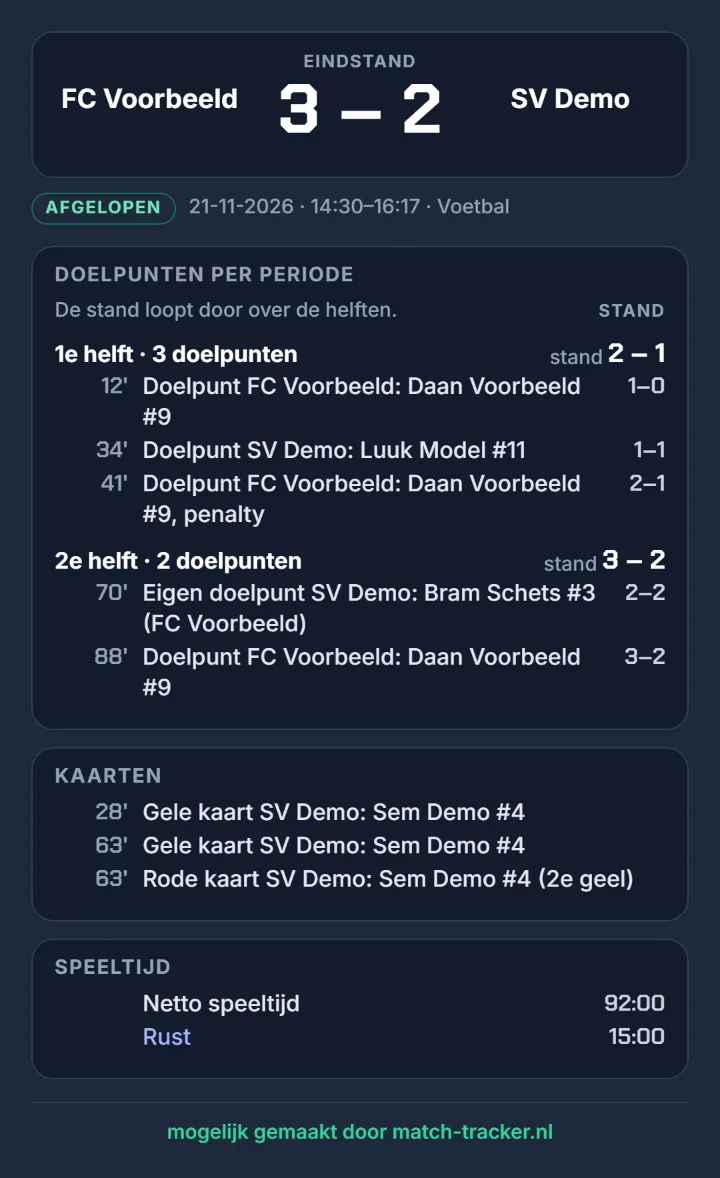 EINDSTAND
FC Voorbeeld 3 – 2 SV Demo
AFGELOPEN 21-11-2026 · 14:30–16:17 · Voetbal
DOELPUNTEN PER PERIODE
De stand loopt door over de helften. STAND
1e helft · 3 doelpunten stand 2 – 1
12' Doelpunt FC Voorbeeld: Daan Voorbeeld 1–0
#9
34' Doelpunt SV Demo: Luuk Model #11 1–1
41' Doelpunt FC Voorbeeld: Daan Voorbeeld 2–1
#9, penalty
2e helft · 2 doelpunten stand 3 – 2
70' Eigen doelpunt SV Demo: Bram Schets #3 2–2
(FC Voorbeeld)
88' Doelpunt FC Voorbeeld: Daan Voorbeeld 3–2
#9
KAARTEN
28' Gele kaart SV Demo: Sem Demo #4
63' Gele kaart SV Demo: Sem Demo #4
63' Rode kaart SV Demo: Sem Demo #4 (2e geel)
SPEELTIJD
Netto speeltijd 92:00
Rust 15:00
mogelijk gemaakt door match-tracker.nl